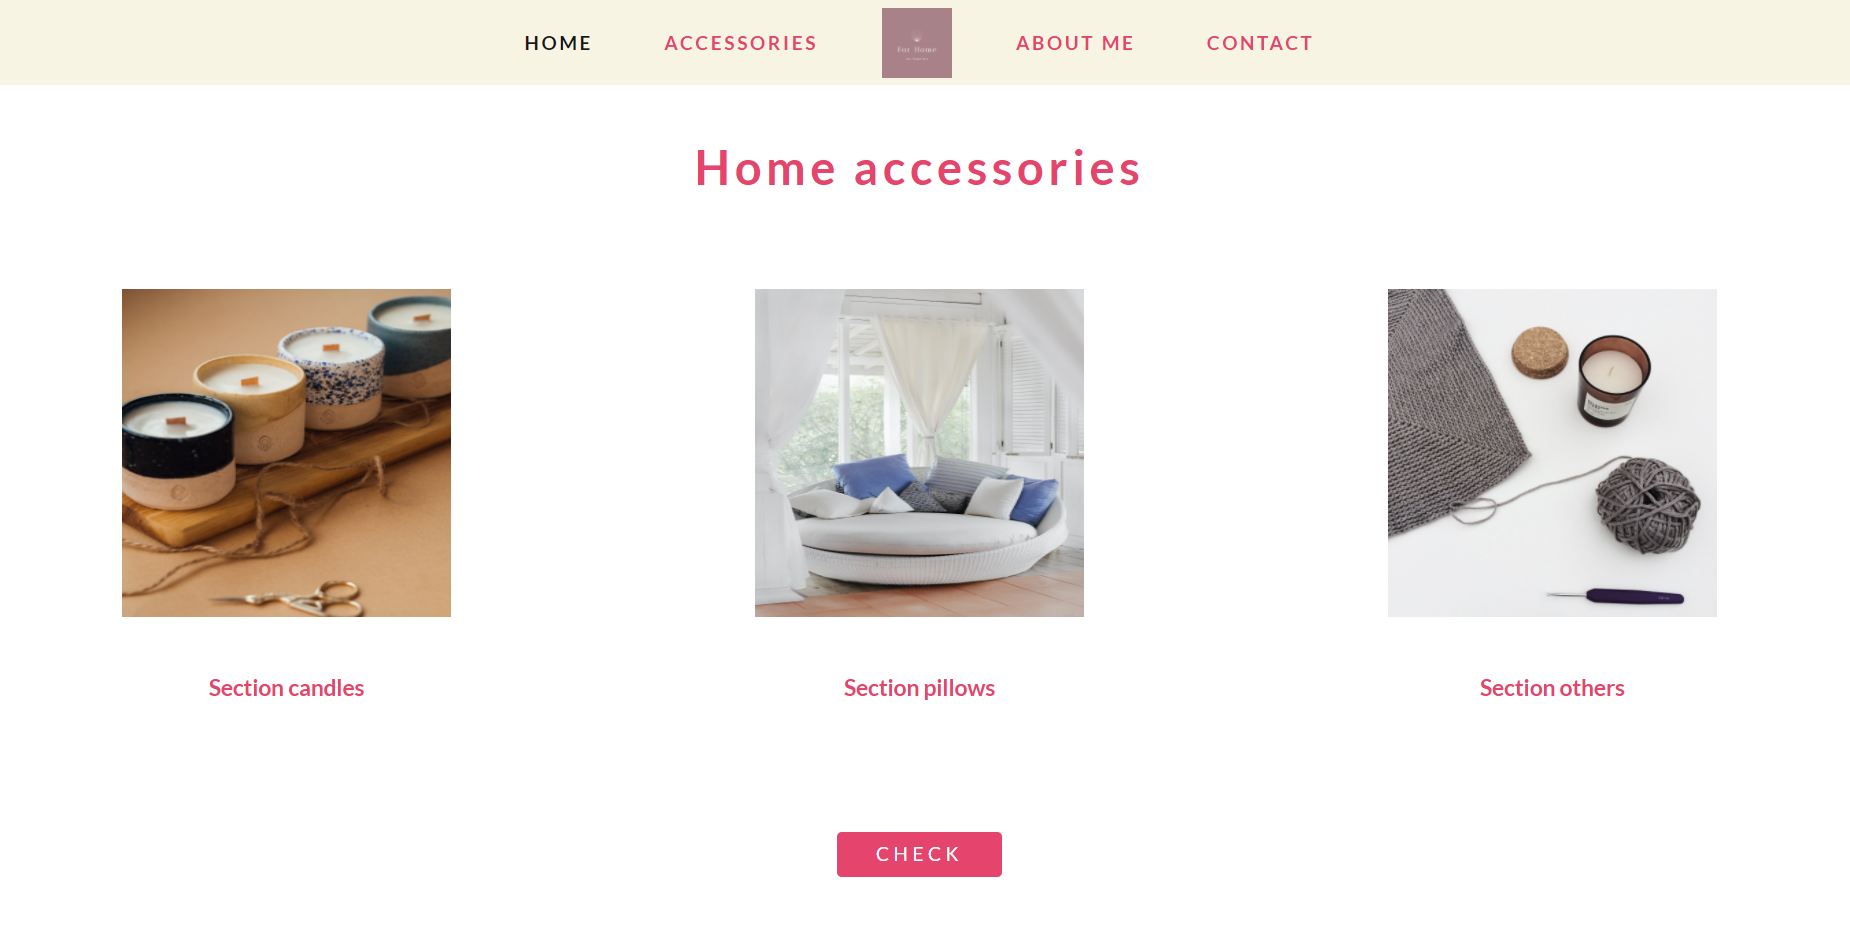 HOME
ACCESSORIES
For Home
ABOUT ME
CONTACT
Home accessories
Section candles
Section pillows
Section others
CHECK